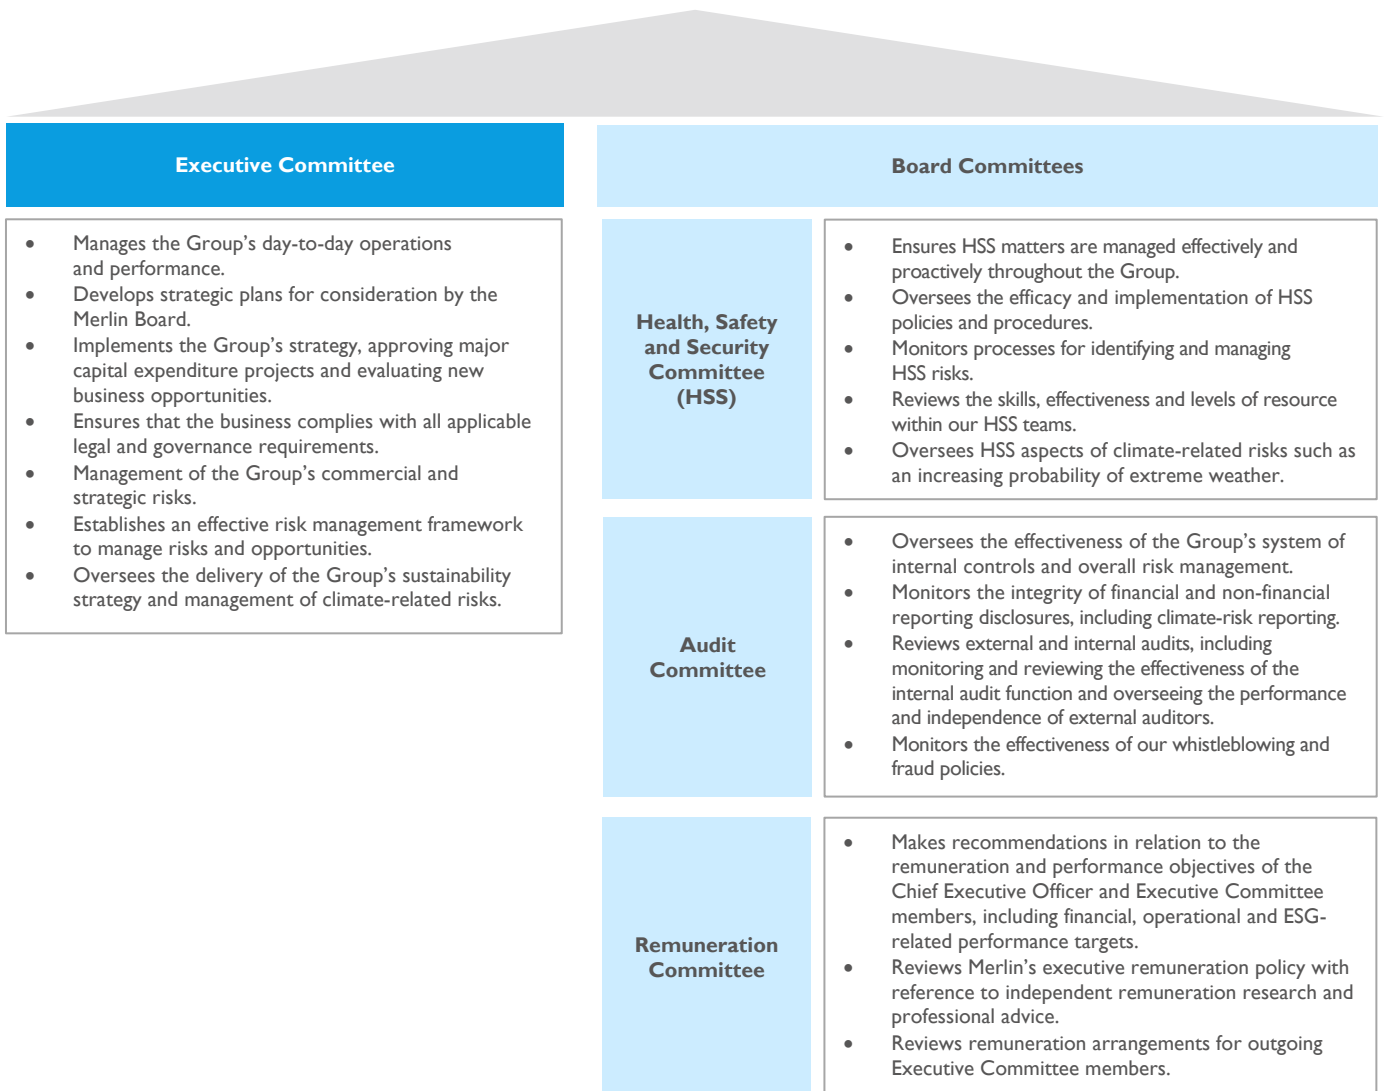 Executive Committee
• Manages the Group’s day-to-day operations
and performance.
• Develops strategic plans for consideration by the
Merlin Board.
• Implements the Group’s strategy, approving major
capital expenditure projects and evaluating new
business opportunities.
• Ensures that the business complies with all applicable
legal and governance requirements.
• Management of the Group’s commercial and
strategic risks.
• Establishes an effective risk management framework
to manage risks and opportunities.
• Oversees the delivery of the Group’s sustainability
strategy and management of climate-related risks.
Board Committees
Health, Safety
and Security
Committee
(HSS)
• Ensures HSS matters are managed effectively and
proactively throughout the Group.
• Oversees the efficacy and implementation of HSS
policies and procedures.
• Monitors processes for identifying and managing
HSS risks.
• Reviews the skills, effectiveness and levels of resource
within our HSS teams.
• Oversees HSS aspects of climate-related risks such as
an increasing probability of extreme weather.
Audit
Committee
• Oversees the effectiveness of the Group’s system of
internal controls and overall risk management.
• Monitors the integrity of financial and non-financial
reporting disclosures, including climate-risk reporting.
• Reviews external and internal audits, including
monitoring and reviewing the effectiveness of the
internal audit function and overseeing the performance
and independence of external auditors.
• Monitors the effectiveness of our whistleblowing and
fraud policies.
Remuneration
Committee
• Makes recommendations in relation to the
remuneration and performance objectives of the
Chief Executive Officer and Executive Committee
members, including financial, operational and ESG-
related performance targets.
• Reviews Merlin’s executive remuneration policy with
reference to independent remuneration research and
professional advice.
• Reviews remuneration arrangements for outgoing
Executive Committee members.